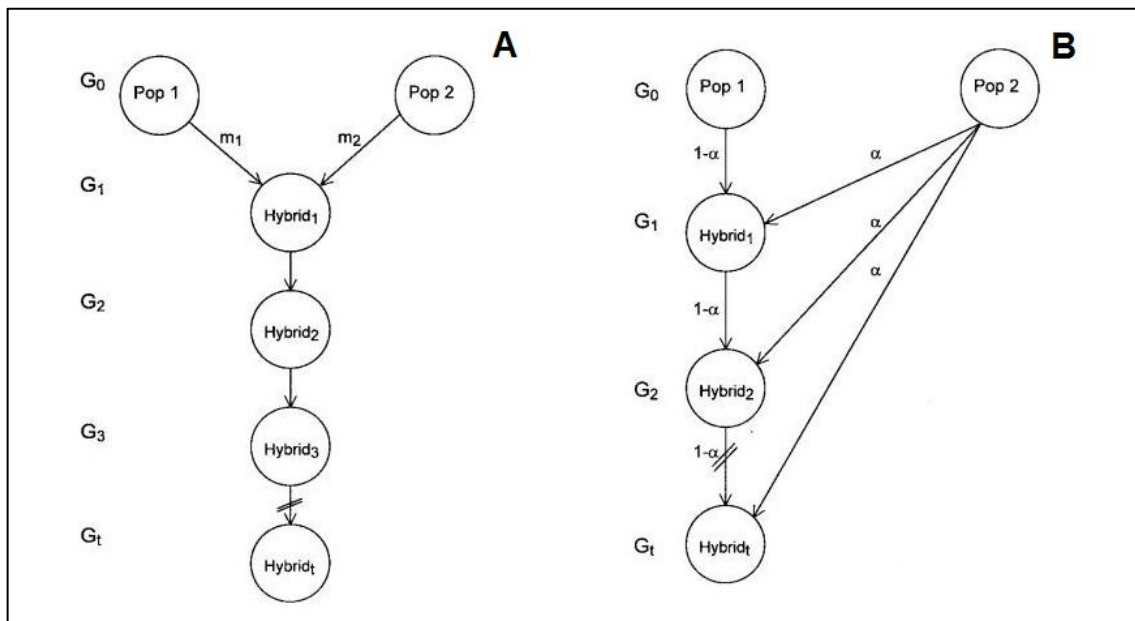 A
G₀
Pop 1
Pop 2
m₁
m₂
G₁
Hybrid₁
G₂
Hybrid₂
G₃
Hybrid₃
Gₜ
Hybridₜ
B
G₀
Pop 1
Pop 2
1-α
α
G₁
Hybrid₁
α
α
1-α
G₂
Hybrid₂
1-α
Gₜ
Hybridₜ